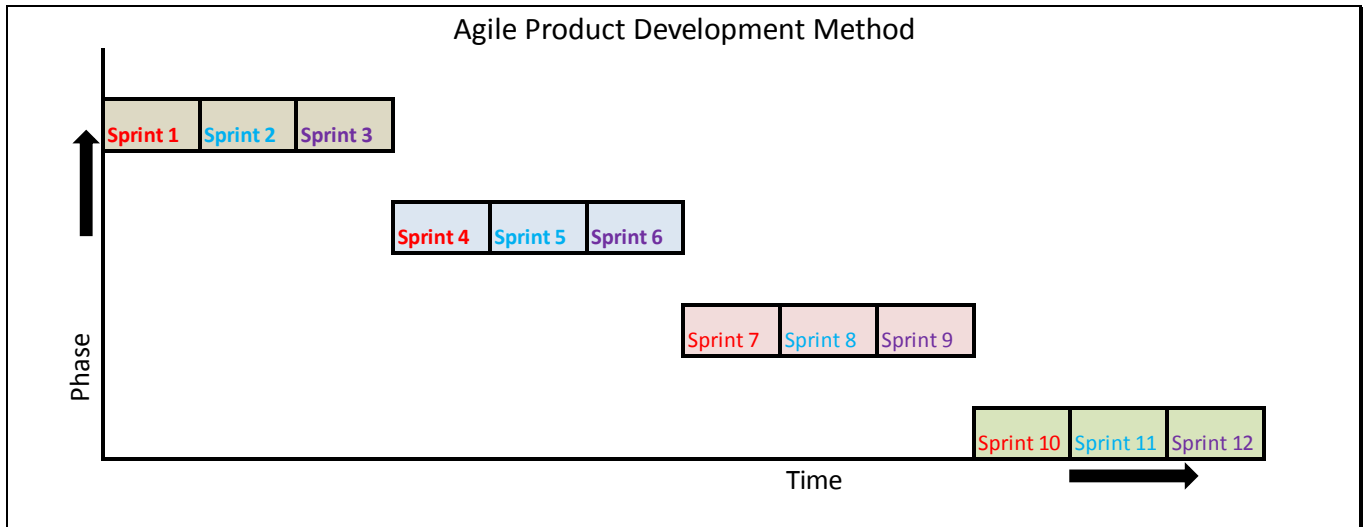 Agile Product Development Method
Sprint 1 Sprint 2 Sprint 3
Sprint 4 Sprint 5 Sprint 6
Sprint 7 Sprint 8 Sprint 9
Phase
Sprint 10 Sprint 11 Sprint 12
Time